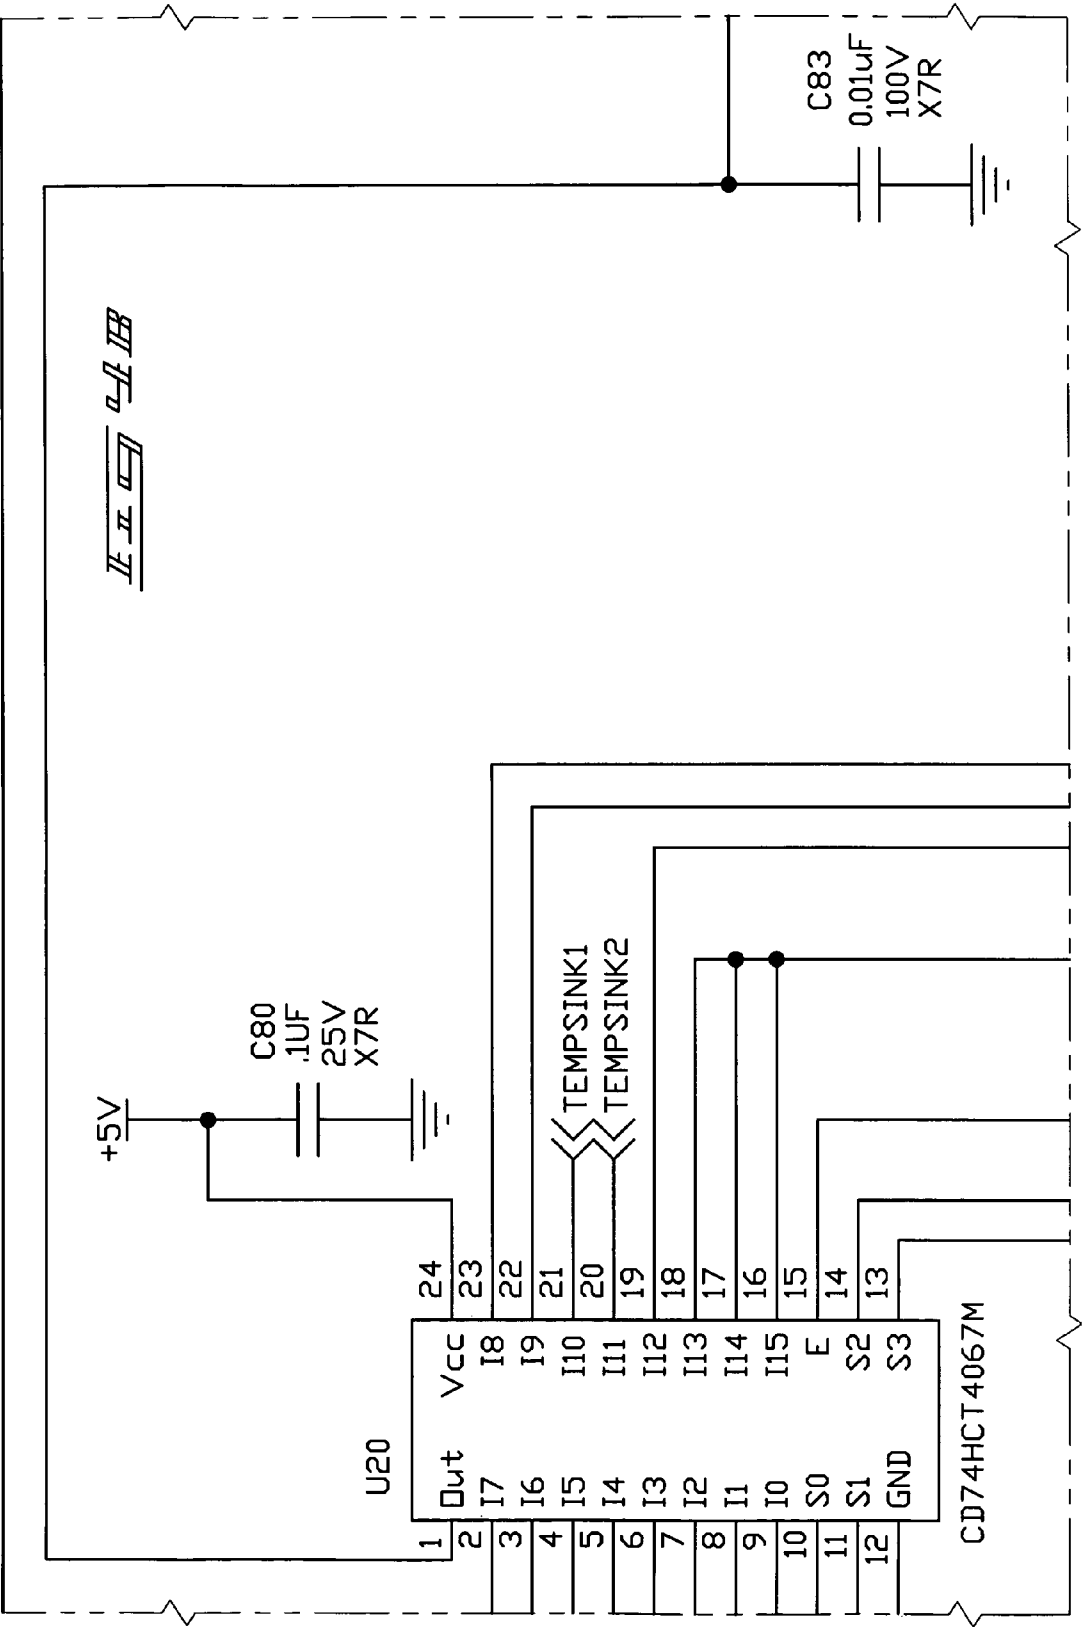 +5V
C80
.1UF
25V
X7R
C83
0.01uF
100V
X7R
U20
1 Out Vcc 24
2 I7 I8 23
3 I6 I9 22
4 I5 I10 21 TEMPSINK1
5 I4 I11 20 TEMPSINK2
6 I3 I12 19
7 I2 I13 18
8 I1 I14 17
9 I0 I15 16
10 S0 E 15
11 S1 S2 14
12 GND S3 13
CD74HCT4067M